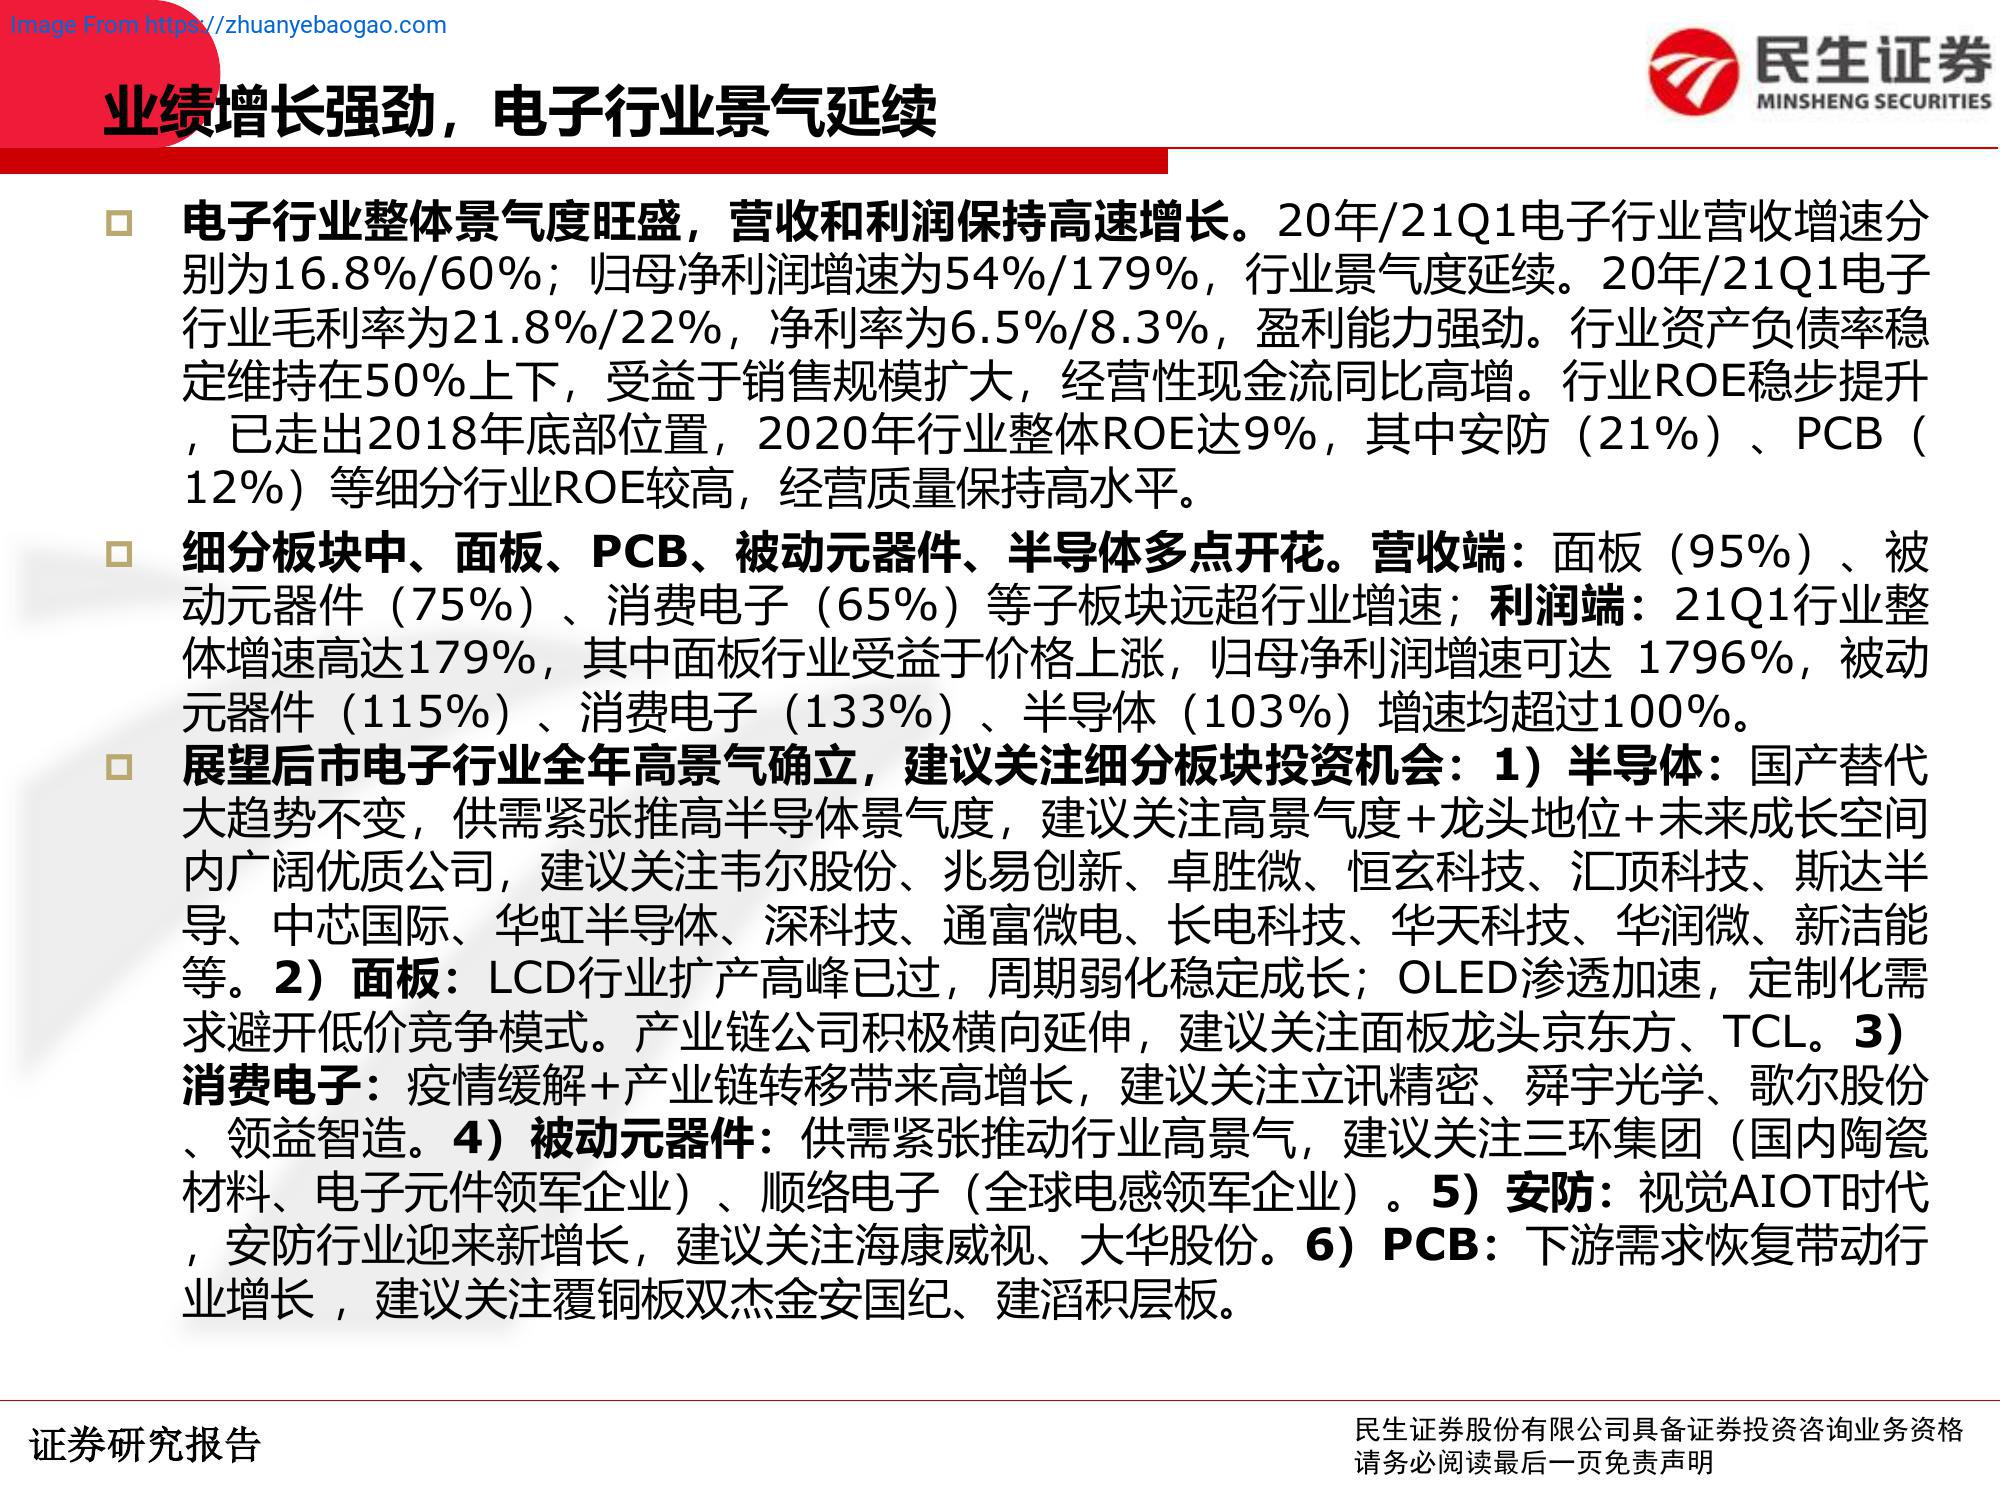 Image From https://zhuanyebaogao.com
民生证券
MINSHENG SECURITIES
业绩增长强劲，电子行业景气延续
电子行业整体景气度旺盛，营收和利润保持高速增长。20年/21Q1电子行业营收增速分
别为16.8%/60%；归母净利润增速为54%/179%，行业景气度延续。20年/21Q1电子
行业毛利率为21.8%/22%，净利率为6.5%/8.3%，盈利能力强劲。行业资产负债率稳
定维持在50%上下，受益于销售规模扩大，经营性现金流同比高增。行业ROE稳步提升
，已走出2018年底部位置，2020年行业整体ROE达9%，其中安防（21%）、PCB（
12%）等细分行业ROE较高，经营质量保持高水平。
细分板块中、面板、PCB、被动元器件、半导体多点开花。营收端：面板（95%）、被
动元器件（75%）、消费电子（65%）等子板块远超行业增速；利润端：21Q1行业整
体增速高达179%，其中面板行业受益于价格上涨，归母净利润增速可达 1796%，被动
元器件（115%）、消费电子（133%）、半导体（103%）增速均超过100%。
展望后市电子行业全年高景气确立，建议关注细分板块投资机会：1）半导体：国产替代
大趋势不变，供需紧张推高半导体景气度，建议关注高景气度+龙头地位+未来成长空间
内广阔优质公司，建议关注韦尔股份、兆易创新、卓胜微、恒玄科技、汇顶科技、斯达半
导、中芯国际、华虹半导体、深科技、通富微电、长电科技、华天科技、华润微、新洁能
等。2）面板：LCD行业扩产高峰已过，周期弱化稳定成长；OLED渗透加速，定制化需
求避开低价竞争模式。产业链公司积极横向延伸，建议关注面板龙头京东方、TCL。3）
消费电子：疫情缓解+产业链转移带来高增长，建议关注立讯精密、舜宇光学、歌尔股份
、领益智造。4）被动元器件：供需紧张推动行业高景气，建议关注三环集团（国内陶瓷
材料、电子元件领军企业）、顺络电子（全球电感领军企业）。5）安防：视觉AIOT时代
，安防行业迎来新增长，建议关注海康威视、大华股份。6）PCB：下游需求恢复带动行
业增长 ，建议关注覆铜板双杰金安国纪、建滔积层板。
证券研究报告
民生证券股份有限公司具备证券投资咨询业务资格
请务必阅读最后一页免责声明